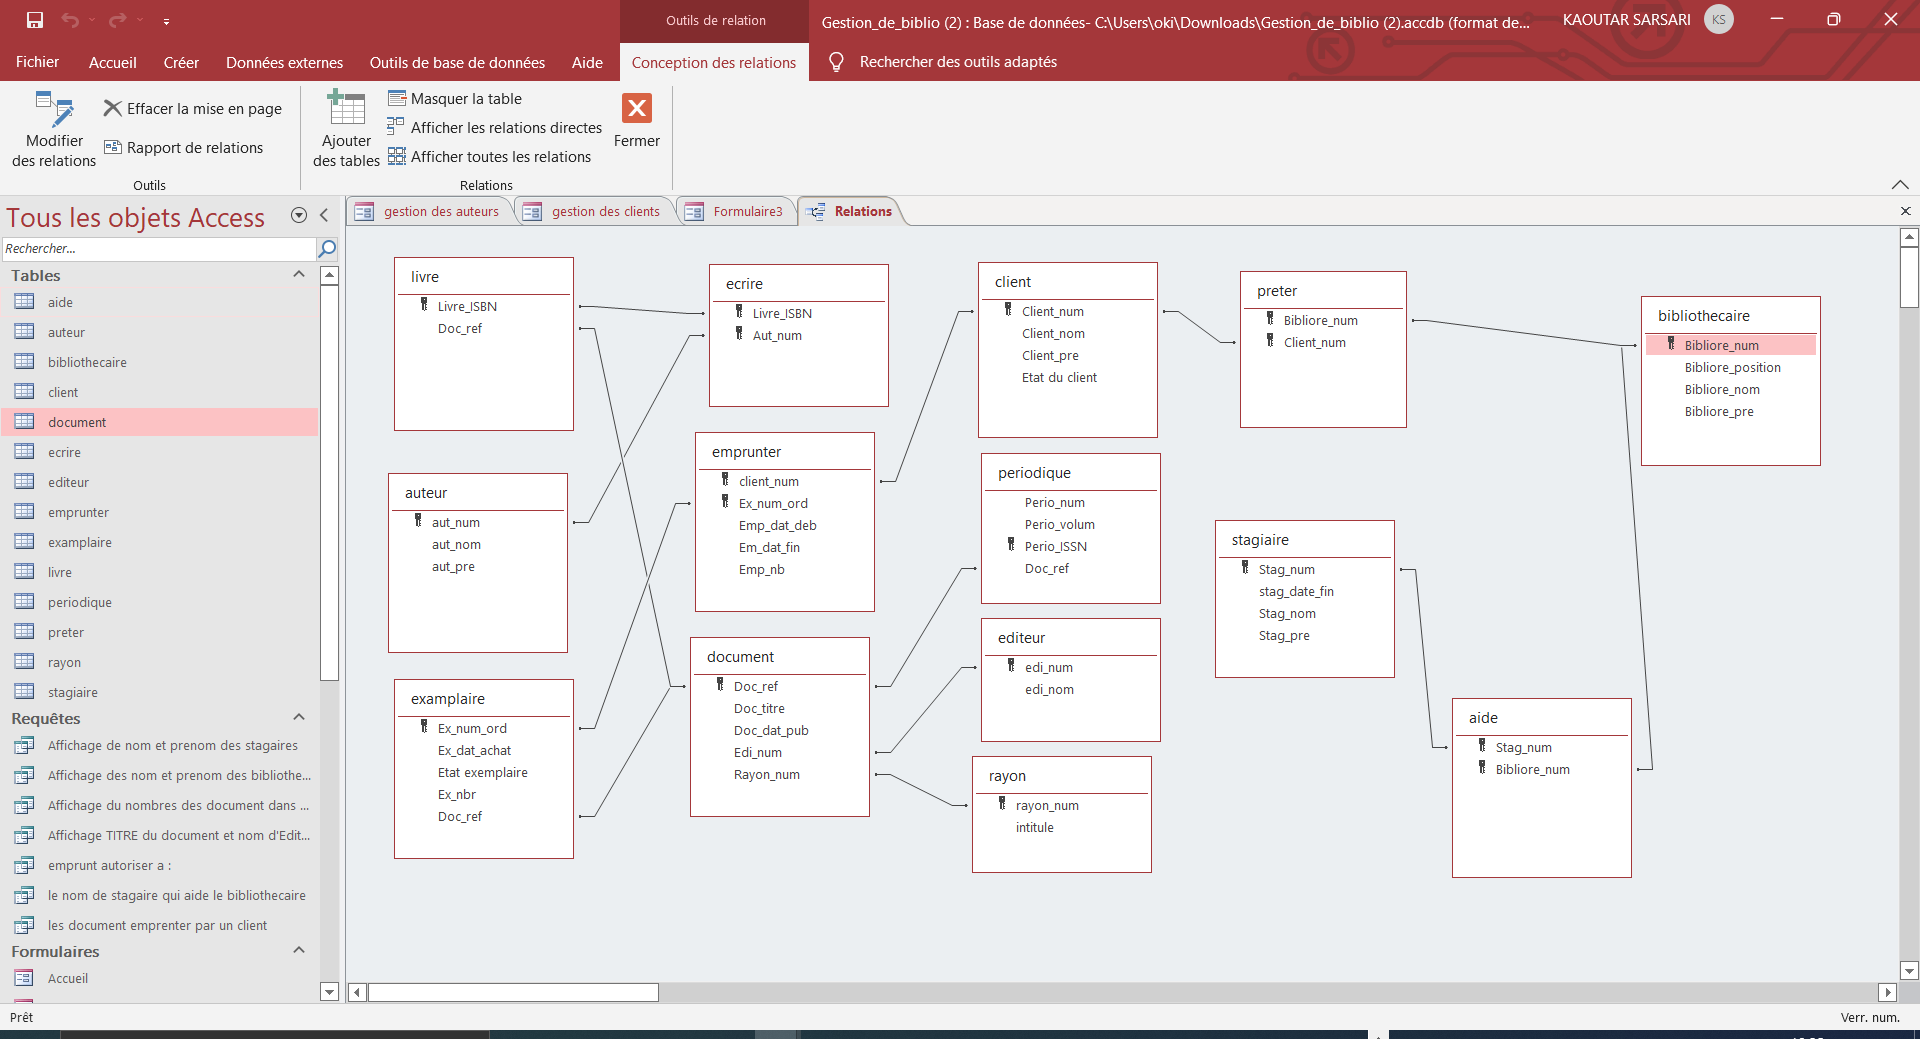 Outils de relation
Gestion_de_biblio (2) : Base de données- C:\Users\oki\Downloads\Gestion_de_biblio (2).accdb (format de...
KAOUTAR SARSARI
KS
Fichier
Accueil
Créer
Données externes
Outils de base de données
Aide
Conception des relations
Rechercher des outils adaptés
Modifier
des relations
Effacer la mise en page
Rapport de relations
Outils
Ajouter
des tables
Masquer la table
Afficher les relations directes
Afficher toutes les relations
Fermer
Relations
Tous les objets Access
Rechercher...
Tables
aide
auteur
bibliothecaire
client
document
ecrire
editeur
emprunter
examplaire
livre
periodique
preter
rayon
stagiaire
Requêtes
Affichage de nom et prenom des stagaires
Affichage des nom et prenom des bibliothe...
Affichage du nombres des document dans ...
Affichage TITRE du document et nom d'Edit...
emprunt autoriser a :
le nom de stagaire qui aide le bibliothecaire
les document emprenter par un client
Formulaires
Accueil
gestion des auteurs
gestion des clients
Formulaire3
Relations
livre
Livre_ISBN
Doc_ref
ecrire
Livre_ISBN
Aut_num
client
Client_num
Client_nom
Client_pre
Etat du client
preter
Bibliore_num
Client_num
bibliothecaire
Bibliore_num
Bibliore_position
Bibliore_nom
Bibliore_pre
auteur
aut_num
aut_nom
aut_pre
emprunter
client_num
Ex_num_ord
Emp_dat_deb
Em_dat_fin
Emp_nb
periodique
Perio_num
Perio_volum
Perio_ISSN
Doc_ref
stagiaire
Stag_num
stag_date_fin
Stag_nom
Stag_pre
examplaire
Ex_num_ord
Ex_dat_achat
Etat exemplaire
Ex_nbr
Doc_ref
document
Doc_ref
Doc_titre
Doc_dat_pub
Edi_num
Rayon_num
editeur
edi_num
edi_nom
rayon
rayon_num
intitule
aide
Stag_num
Bibliore_num
Prêt
Verr. num.